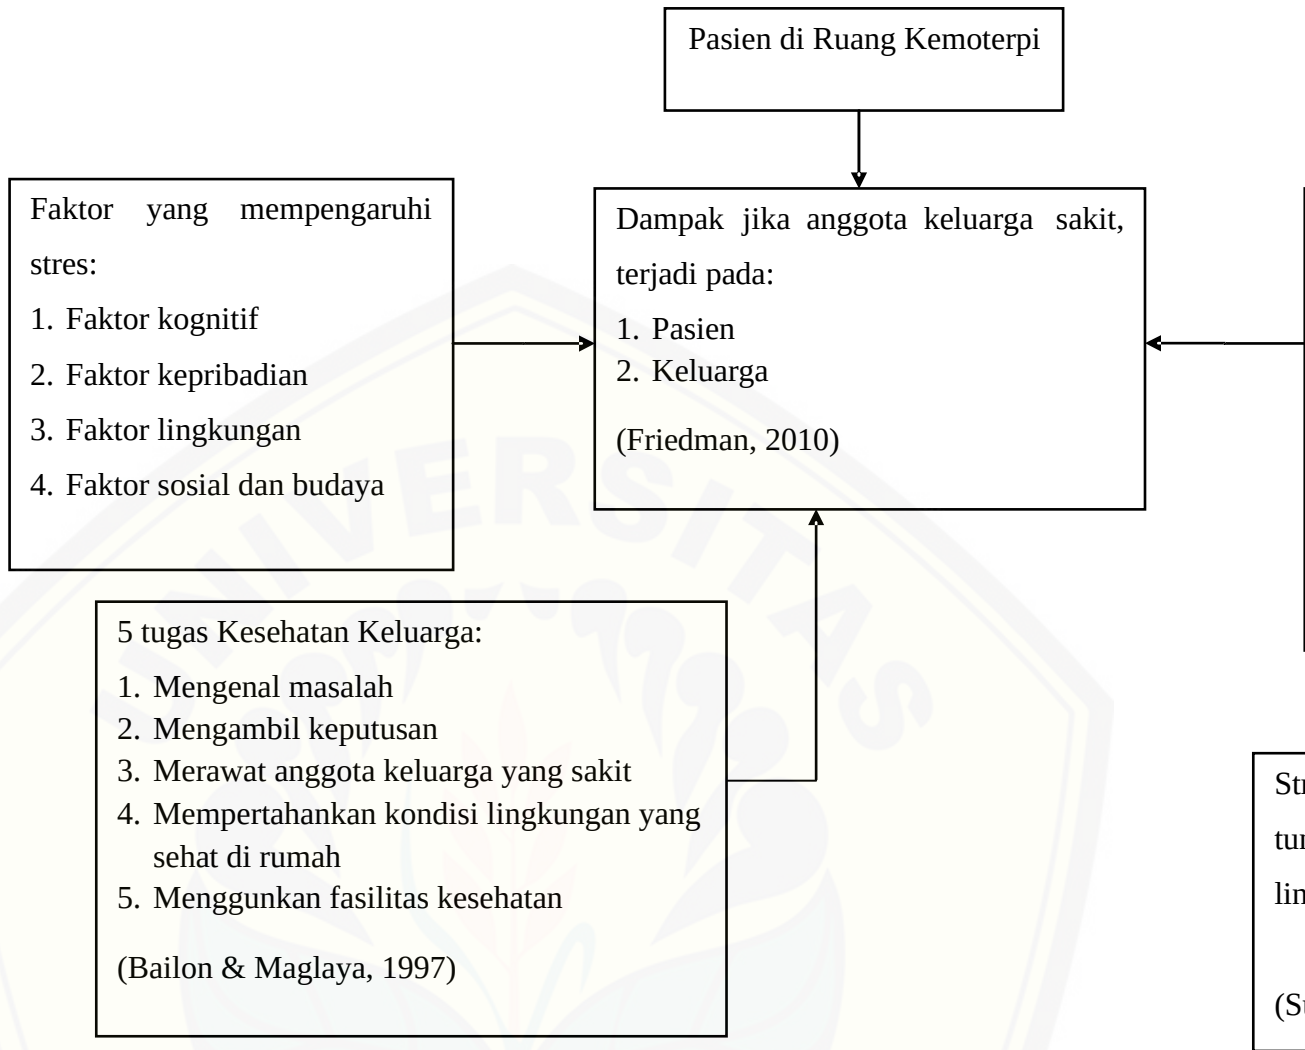 Pasien di Ruang Kemoterpi
Faktor yang mempengaruhi
stres:
1. Faktor kognitif
2. Faktor kepribadian
3. Faktor lingkungan
4. Faktor sosial dan budaya
Dampak jika anggota keluarga sakit,
terjadi pada:
1. Pasien
2. Keluarga
(Friedman, 2010)
5 tugas Kesehatan Keluarga:
1. Mengenal masalah
2. Mengambil keputusan
3. Merawat anggota keluarga yang sakit
4. Mempertahankan kondisi lingkungan yang
sehat di rumah
5. Menggunkan fasilitas kesehatan
(Bailon & Maglaya, 1997)
UNIVERSITAS